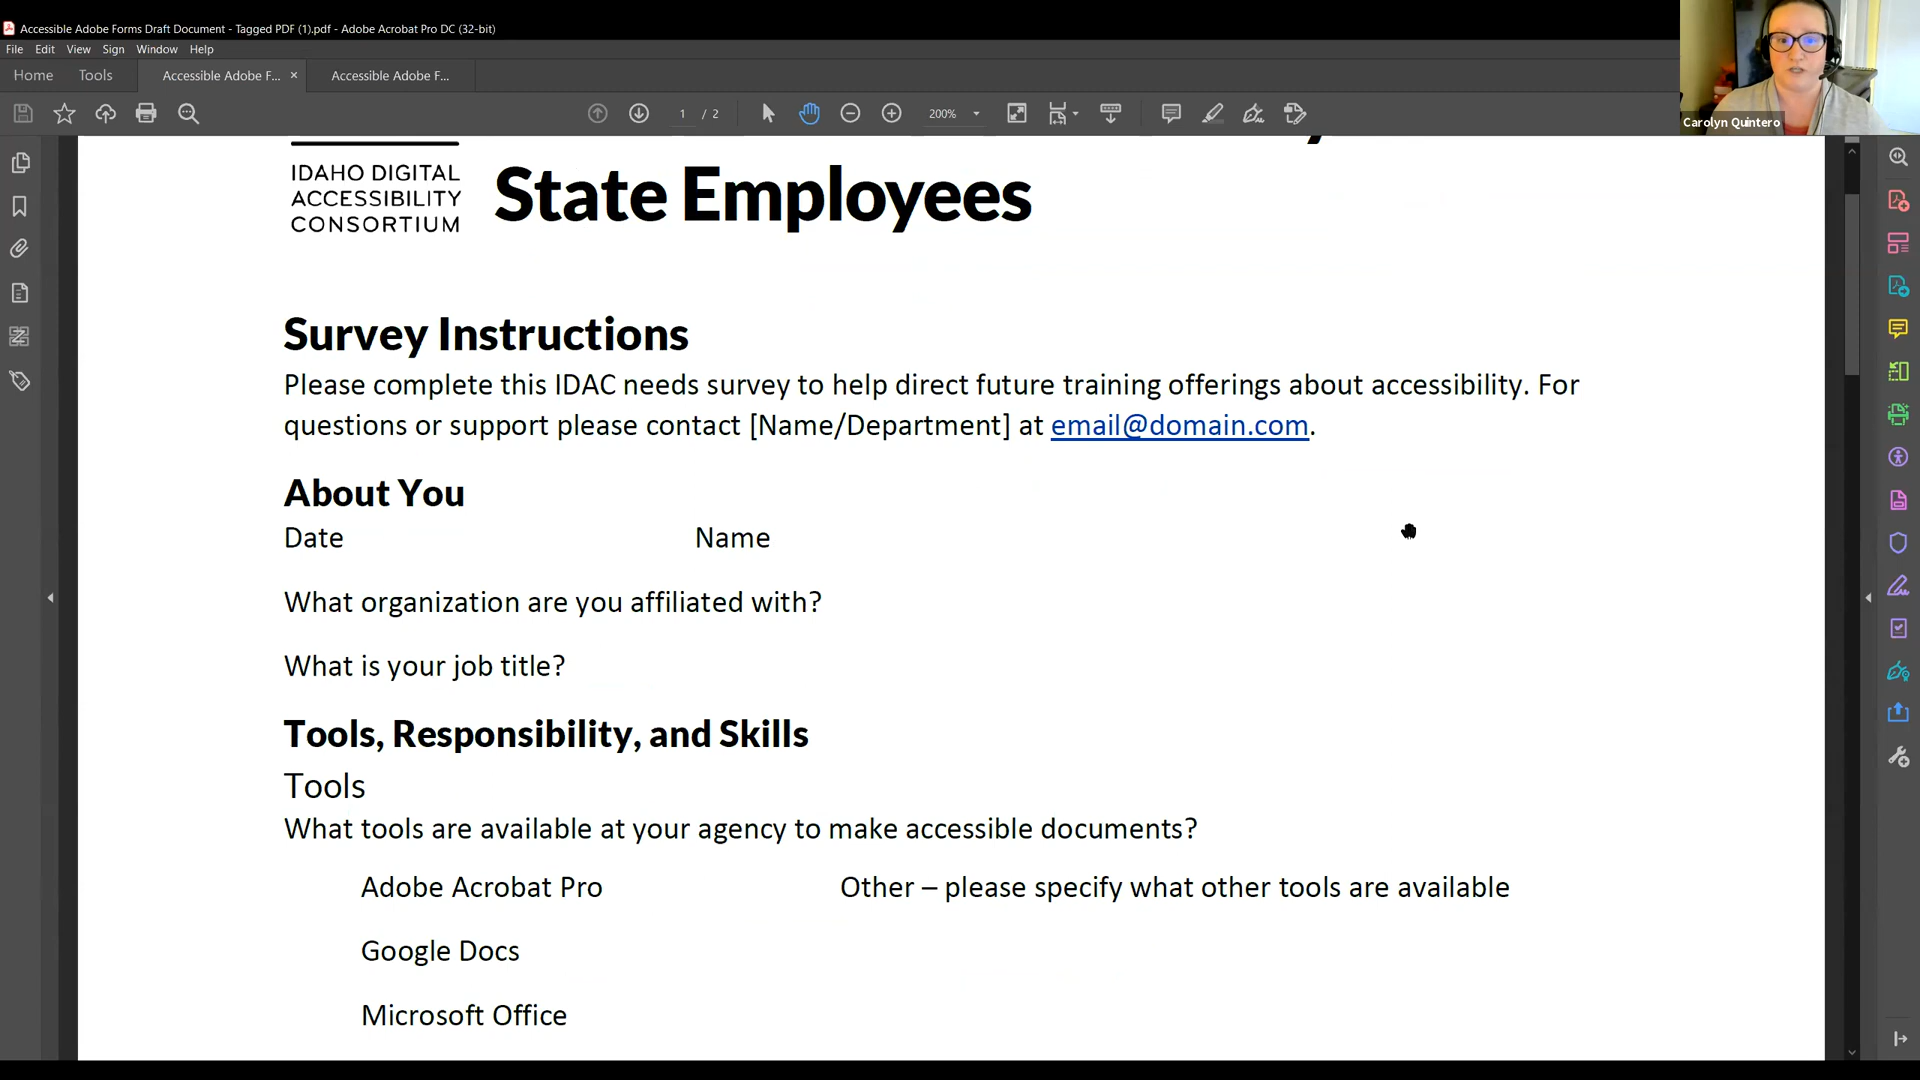 Accessible Adobe Forms Draft Document - Tagged PDF (1).pdf - Adobe Acrobat Pro DC (32-bit)
File Edit View Sign Window Help
Home Tools Accessible Adobe F... × Accessible Adobe F...
1 / 2 200%
Carolyn Quintero
IDAHO DIGITAL
ACCESSIBILITY
CONSORTIUM
State Employees
Survey Instructions
Please complete this IDAC needs survey to help direct future training offerings about accessibility. For
questions or support please contact [Name/Department] at email@domain.com.
About You
Date Name
What organization are you affiliated with?
What is your job title?
Tools, Responsibility, and Skills
Tools
What tools are available at your agency to make accessible documents?
Adobe Acrobat Pro Other – please specify what other tools are available
Google Docs
Microsoft Office